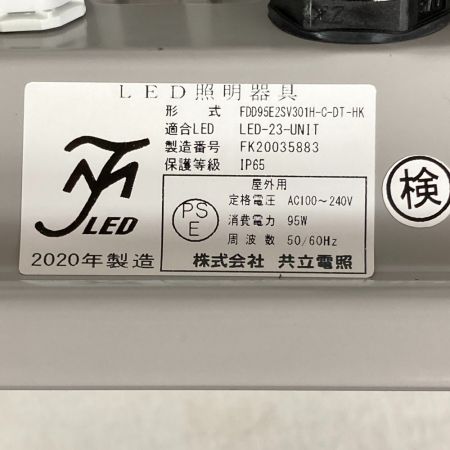 LED照明器具
形式 FDD95E2SV301H-C-DT-HK
適合LED LED-23-UNIT
製造番号 FK20035883
保護等級 IP65
屋外用
定格電圧 AC100～240V
消費電力 95W
周波数 50/60Hz
PS
E
LED
2020年製造
株式会社 共立電照
検